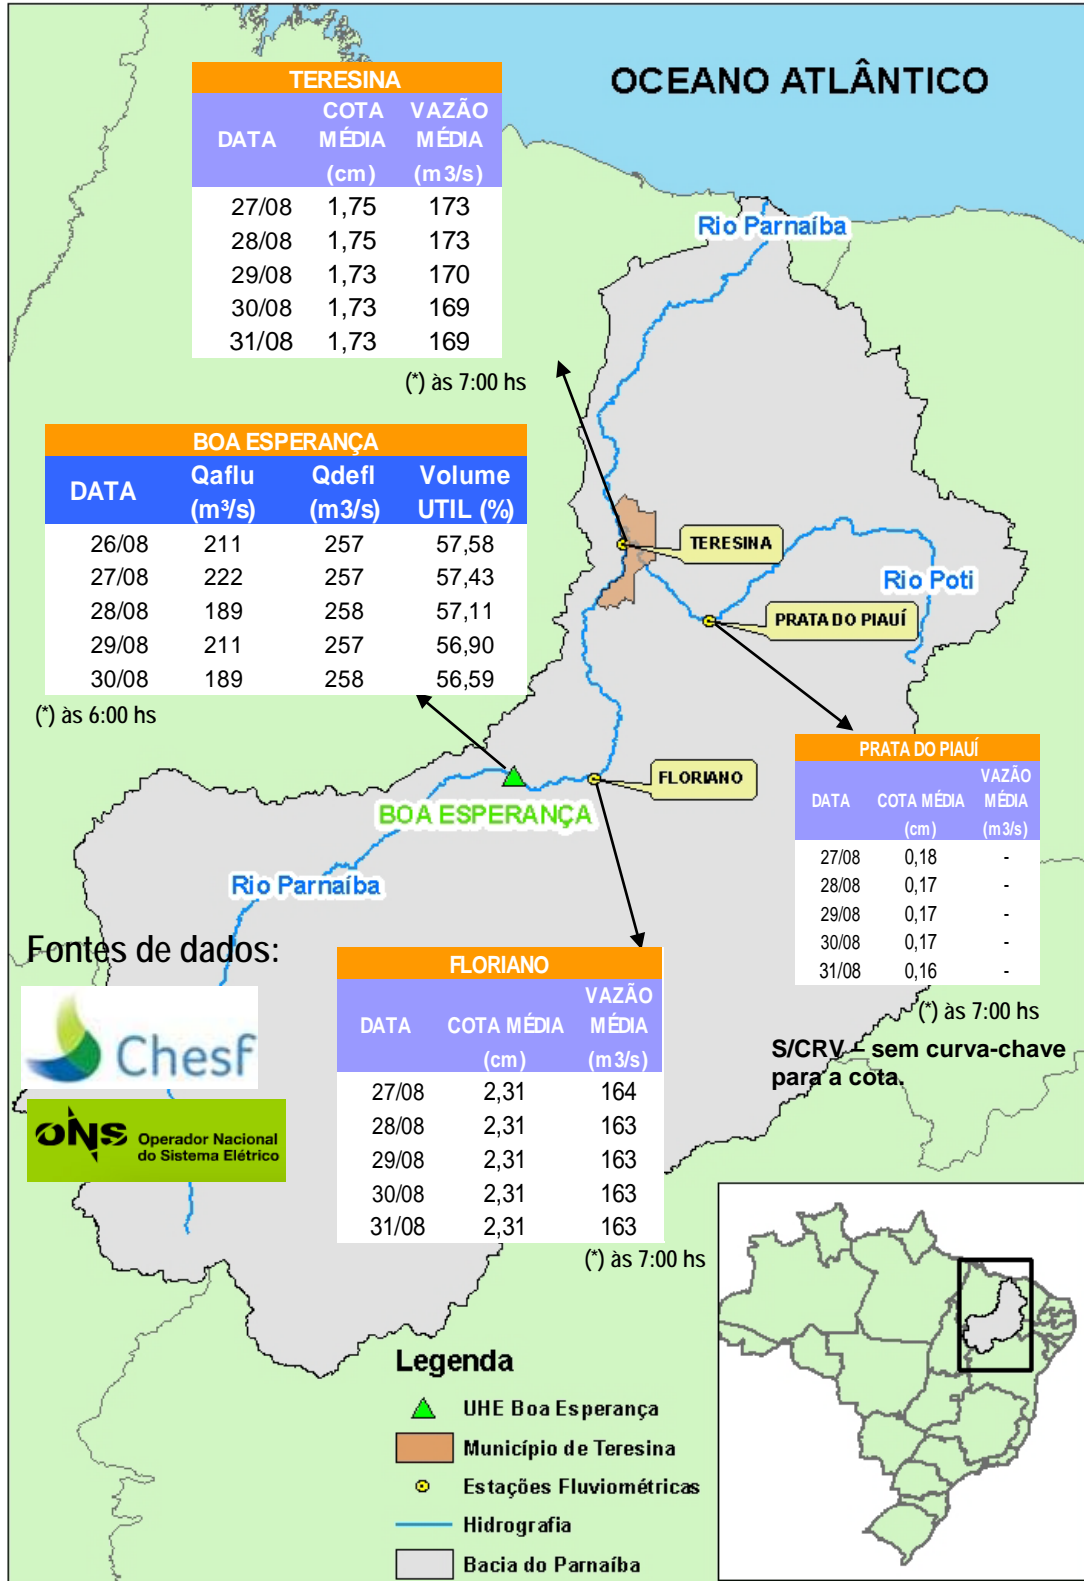 OCEANO ATLÂNTICO
TERESINA
DATA COTA MÉDIA (cm) VAZÃO MÉDIA (m3/s)
27/08 1,75 173
28/08 1,75 173
29/08 1,73 170
30/08 1,73 169
31/08 1,73 169
(*) às 7:00 hs
Rio Parnaíba
BOA ESPERANÇA
DATA Qaflu (m³/s) Qdefl (m3/s) Volume UTIL (%)
26/08 211 257 57,58
27/08 222 257 57,43
28/08 189 258 57,11
29/08 211 257 56,90
30/08 189 258 56,59
(*) às 6:00 hs
TERESINA
Rio Poti
PRATA DO PIAUÍ
FLORIANO
BOA ESPERANÇA
Rio Parnaíba
PRATA DO PIAUÍ
DATA COTA MÉDIA (cm) VAZÃO MÉDIA (m3/s)
27/08 0,18 -
28/08 0,17 -
29/08 0,17 -
30/08 0,17 -
31/08 0,16 -
(*) às 7:00 hs
S/CRV – sem curva-chave
para a cota.
Fontes de dados:
Chesf
ONS Operador Nacional
do Sistema Elétrico
FLORIANO
DATA COTA MÉDIA (cm) VAZÃO MÉDIA (m3/s)
27/08 2,31 164
28/08 2,31 163
29/08 2,31 163
30/08 2,31 163
31/08 2,31 163
(*) às 7:00 hs
Legenda
UHE Boa Esperança
Município de Teresina
Estações Fluviométricas
Hidrografia
Bacia do Parnaíba